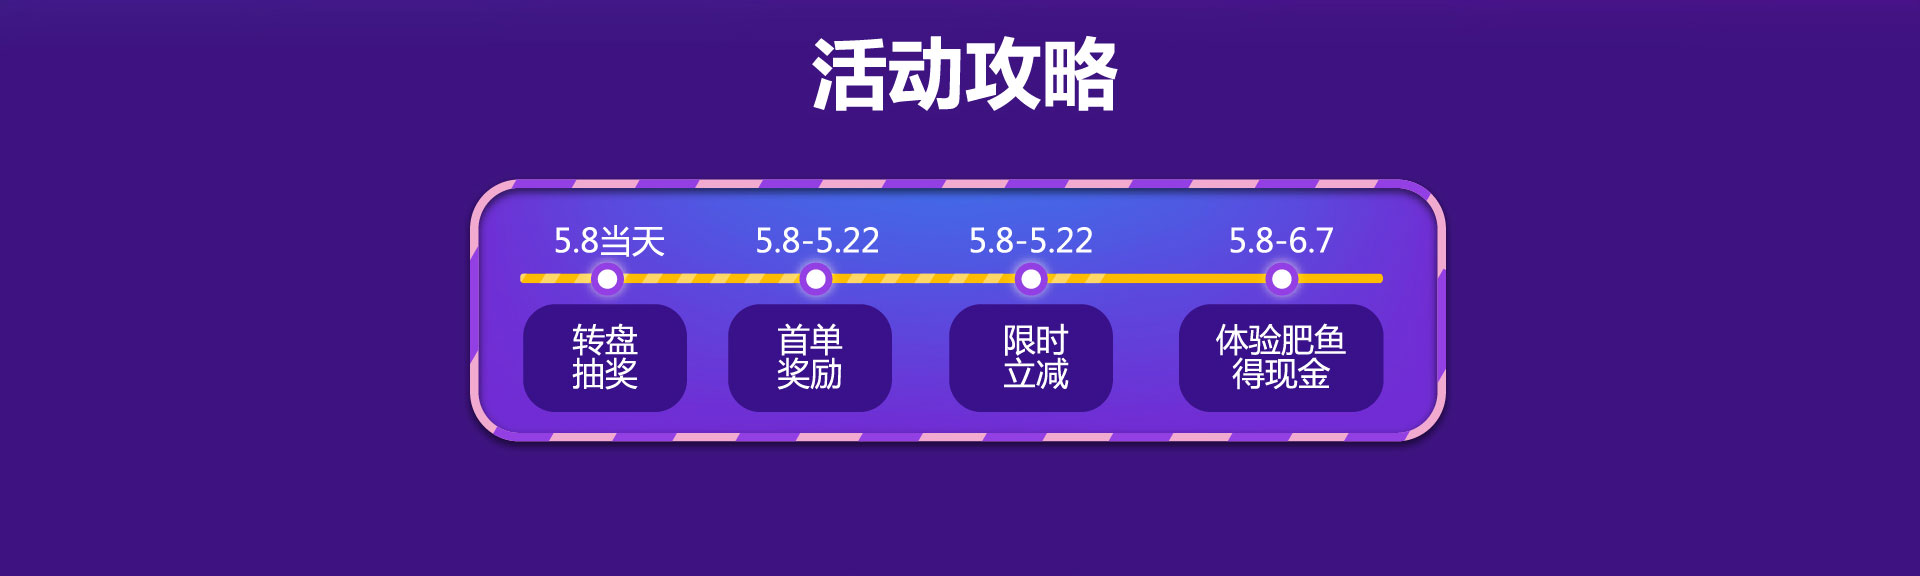 活动攻略
5.8当天
5.8-5.22
5.8-5.22
5.8-6.7
转盘
抽奖
首单
奖励
限时
立减
体验肥鱼
得现金